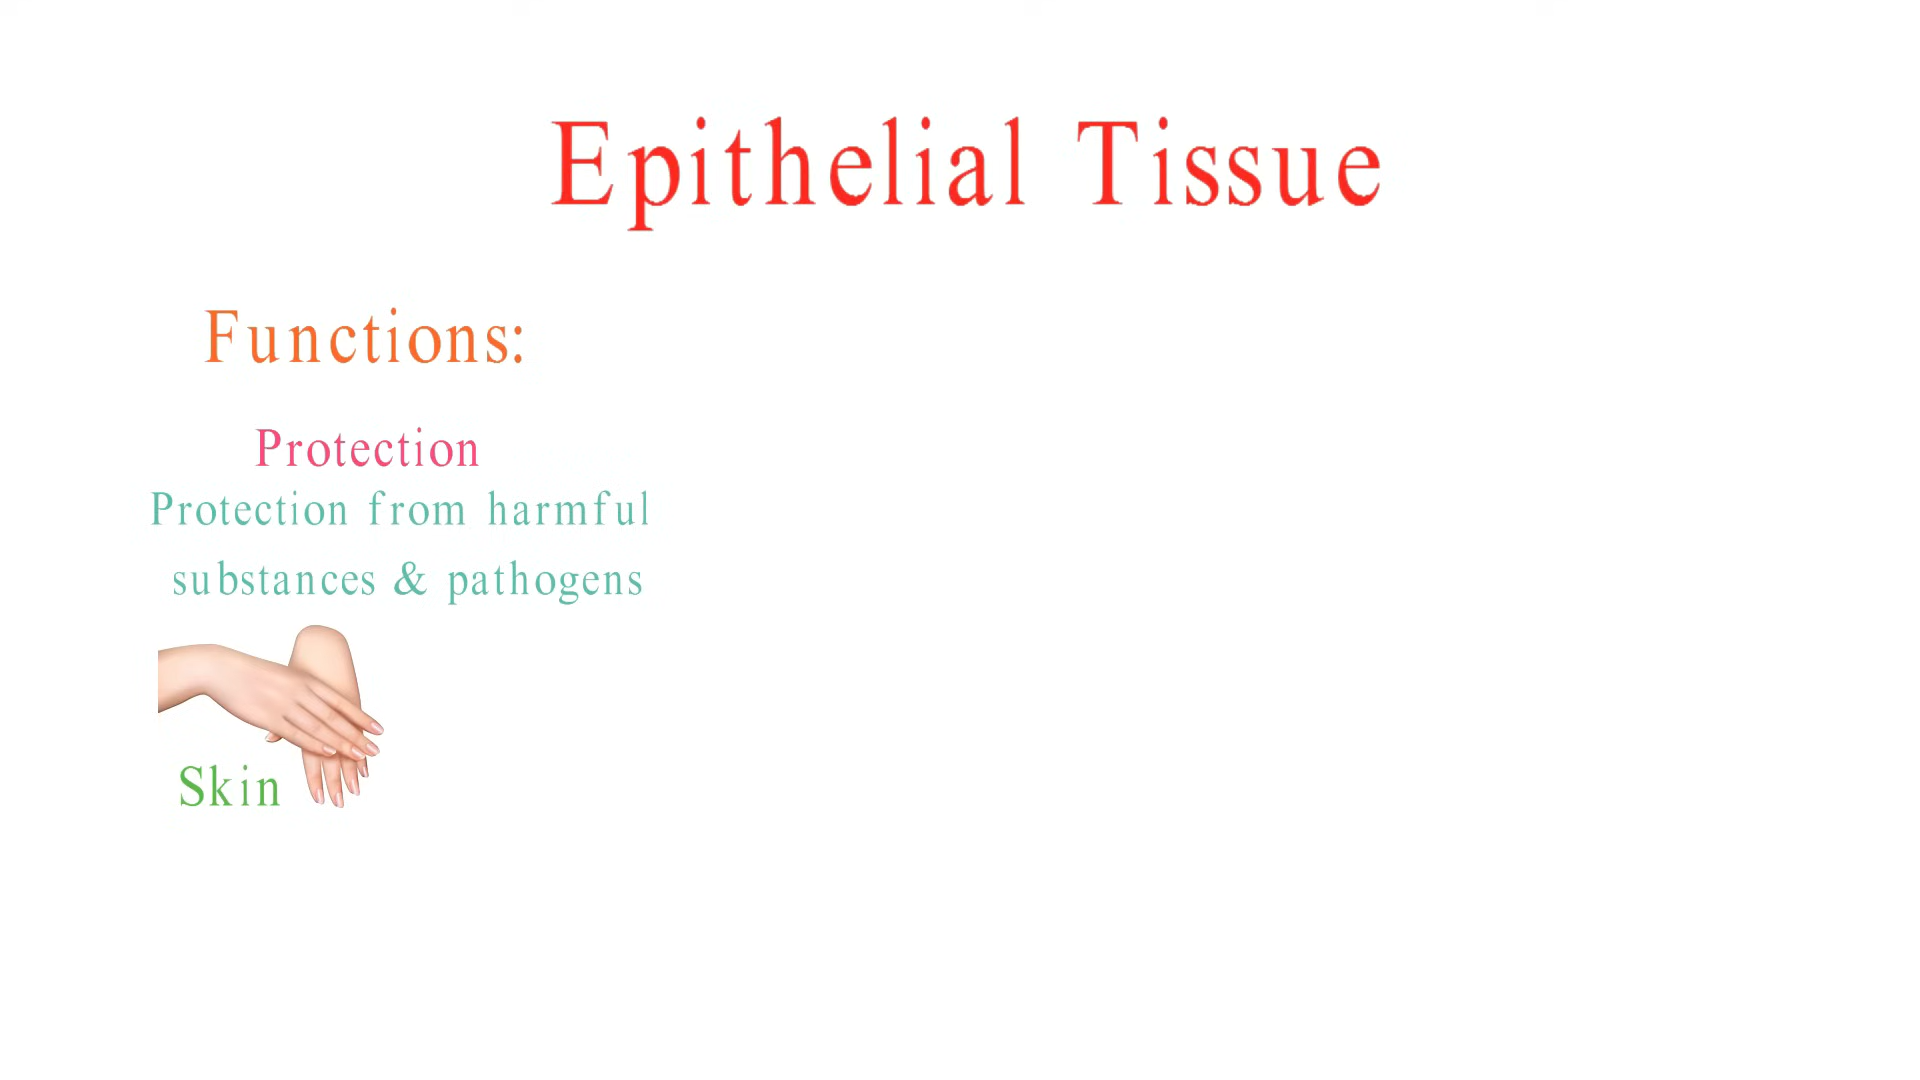 Epithelial Tissue
Functions:
Protection
Protection from harmful
substances & pathogens
Skin